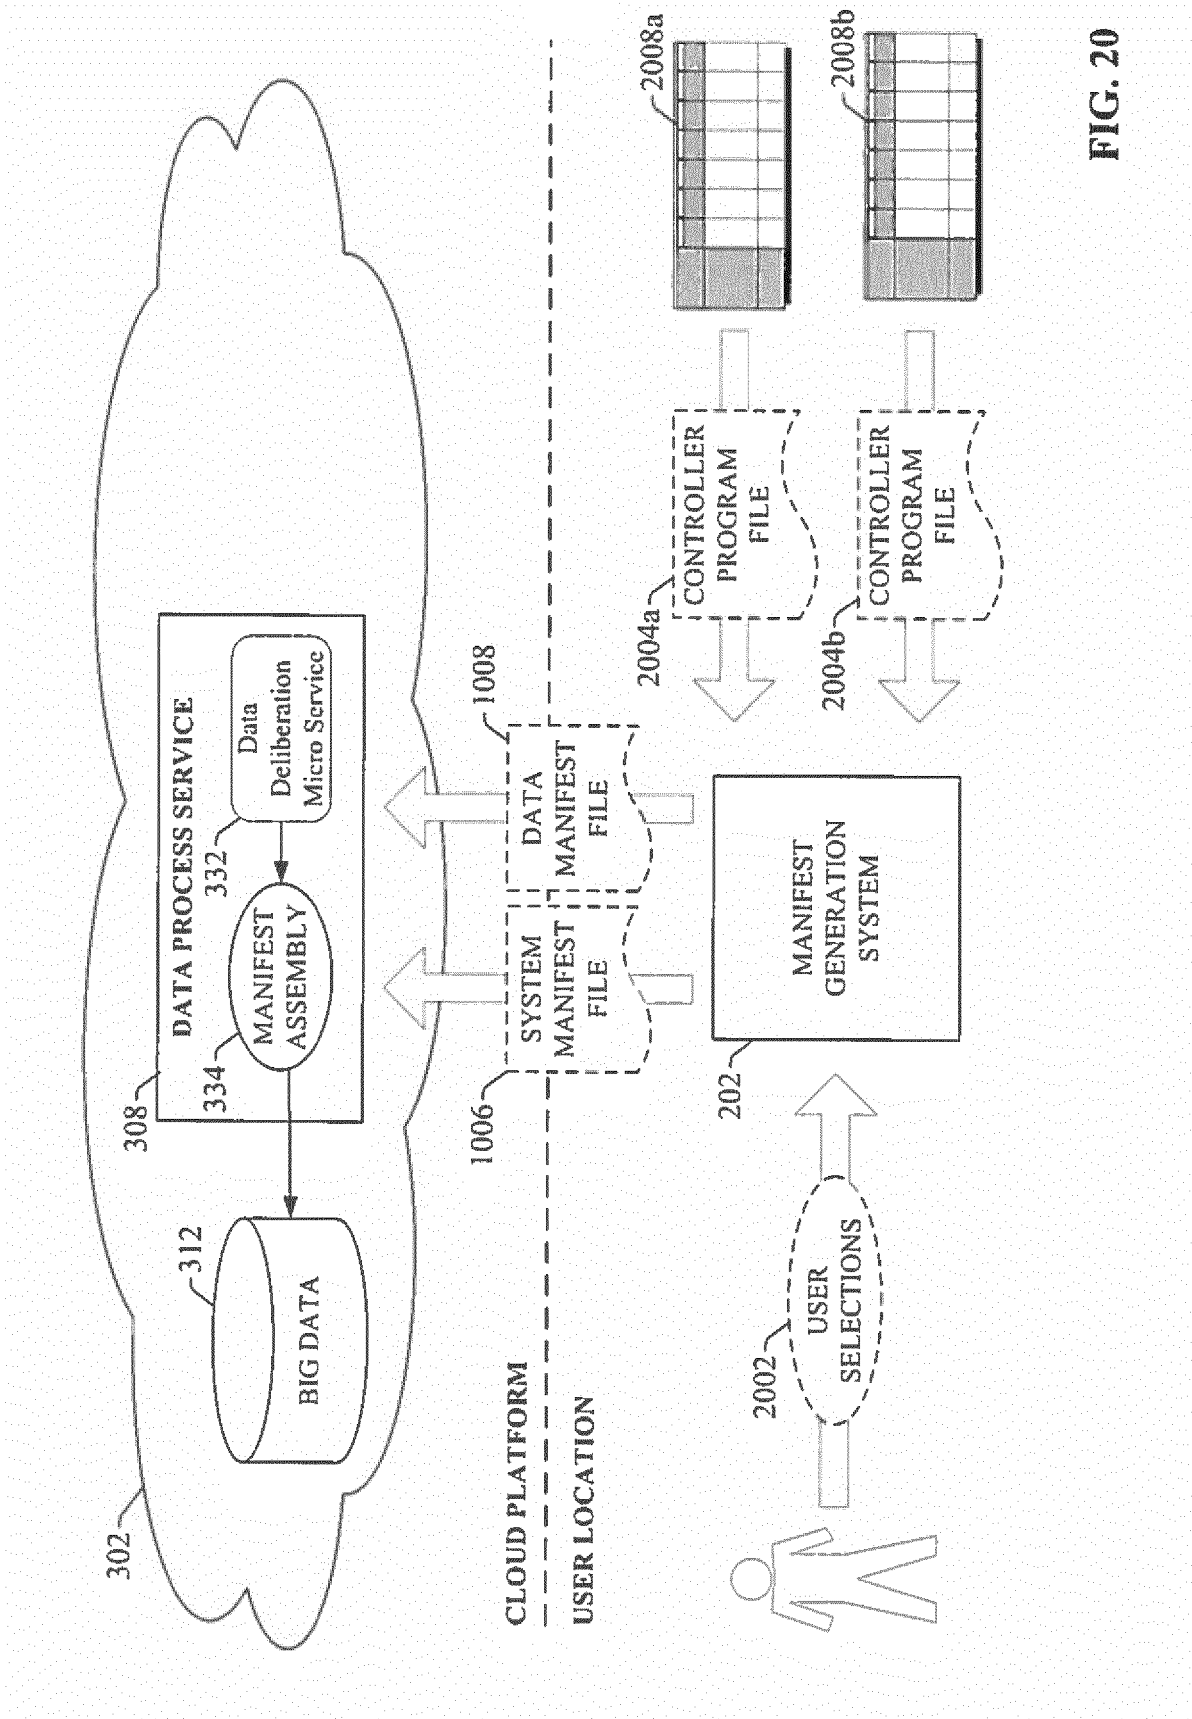 302
308
DATA PROCESS SERVICE
312
BIG DATA
334
MANIFEST
ASSEMBLY
332
Data
Deliberation
Micro Service
CLOUD PLATFORM
USER LOCATION
1006
SYSTEM
MANIFEST
FILE
1008
DATA
MANIFEST
FILE
2002
USER
SELECTIONS
202
MANIFEST
GENERATION
SYSTEM
2004a
CONTROLLER
PROGRAM
FILE
2008a
2004b
CONTROLLER
PROGRAM
FILE
2008b
FIG. 20